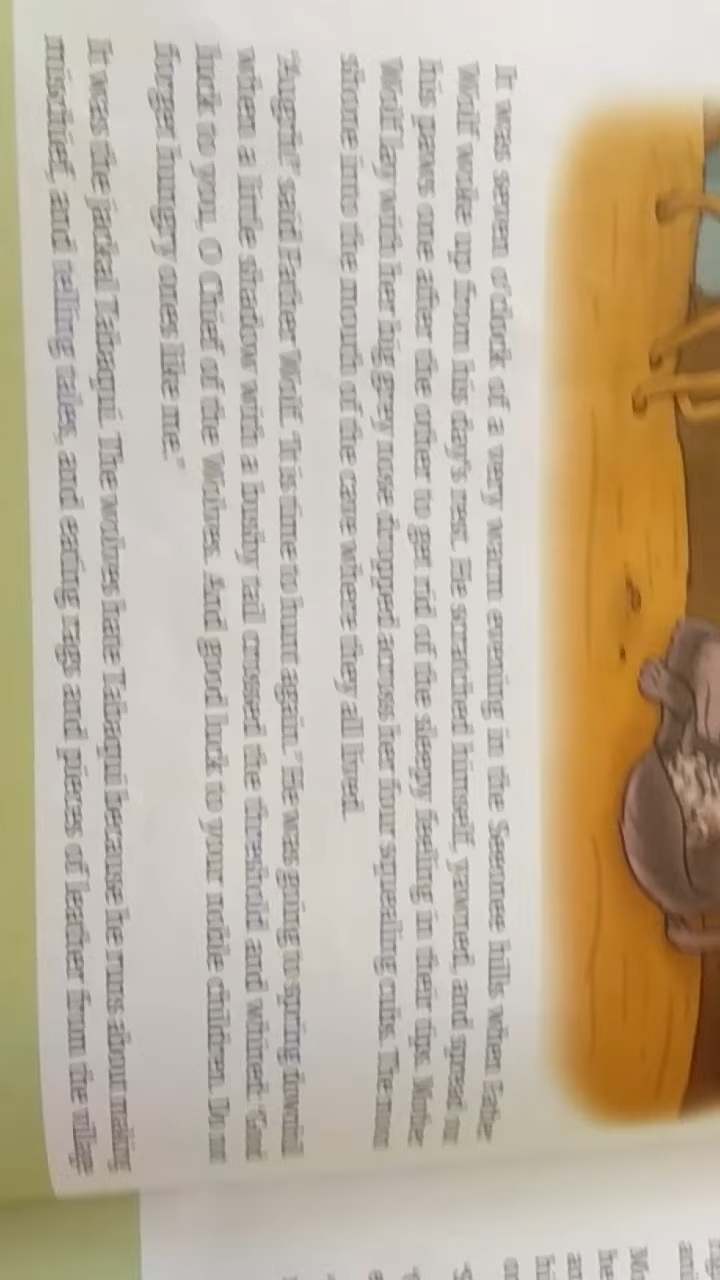 It was seven o'clock of a very warm evening in the Seeonee hills when Father
Wolf woke up from his day's rest. He scratched himself, yawned, and spread out
his paws one after the other to get rid of the sleepy feeling in their tips. Mother
Wolf lay with her big grey nose dropped across her four squealing cubs. The moon
shone into the mouth of the cave where they all lived.
said Father Wolf. 'It is time to hunt again.' He was going to spring downhill
when a little shadow with a bushy tail crossed the threshold and whined: 'Good
luck to you, O Chief of the Wolves. And good luck to your noble children. Do not
forget hungry ones like me.'
It was the jackal Tabaqui. The wolves hate Tabaqui because he runs about making
mischief, and telling tales, and eating rags and pieces of leather from the village